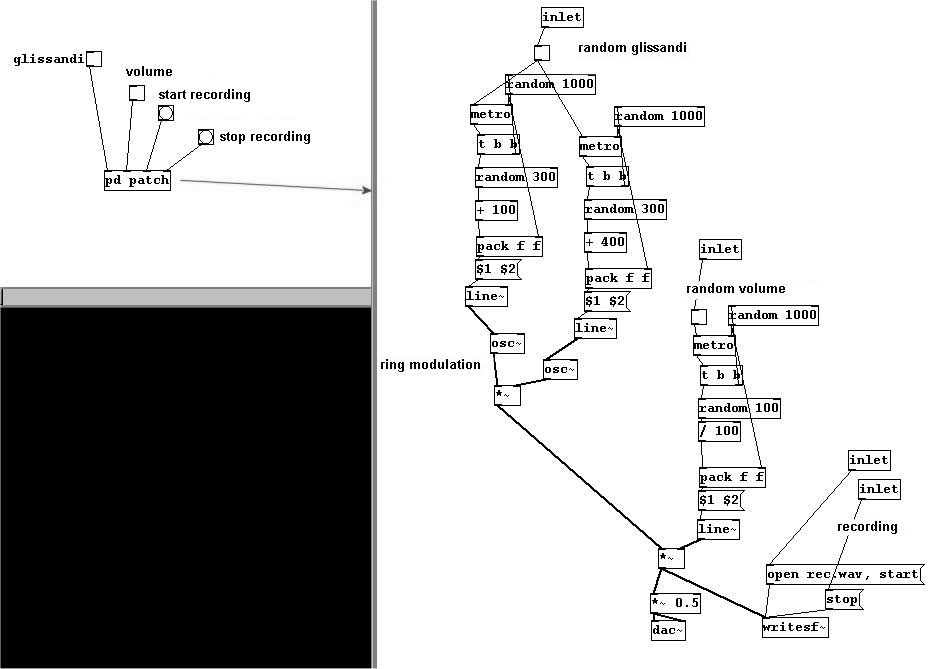 glissandi
volume
start recording
stop recording
pd patch
inlet
random glissandi
random 1000
metro
t b b
random 300
+ 100
pack f f
$1 $2
line~
osc~
random 1000
metro
t b b
random 300
+ 400
pack f f
$1 $2
line~
osc~
ring modulation
*~
inlet
random volume
random 1000
metro
t b b
random 100
/ 100
pack f f
$1 $2
line~
*~
*~ 0.5
dac~
inlet
inlet
recording
open rec.wav, start
stop
writesf~